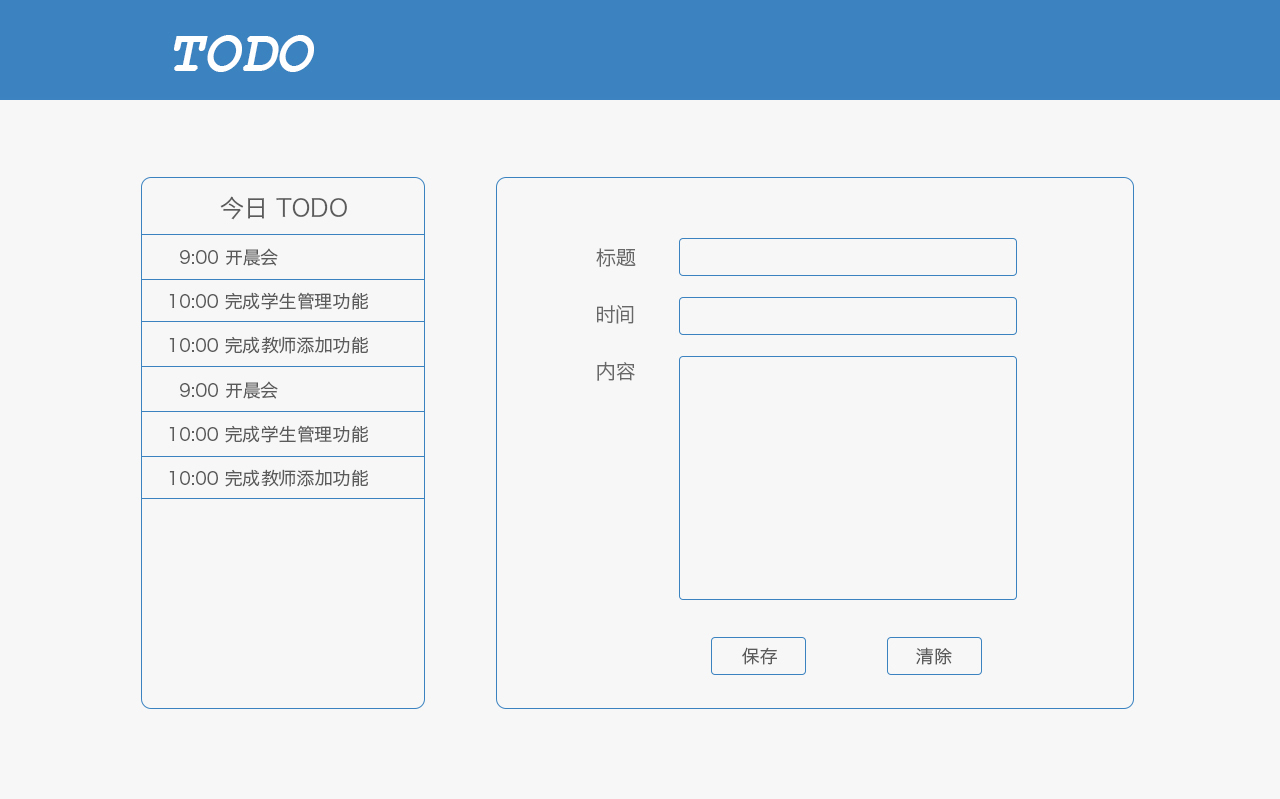 TODO
今日 TODO
9:00 开晨会
10:00 完成学生管理功能
10:00 完成教师添加功能
9:00 开晨会
10:00 完成学生管理功能
10:00 完成教师添加功能
标题
时间
内容
保存
清除